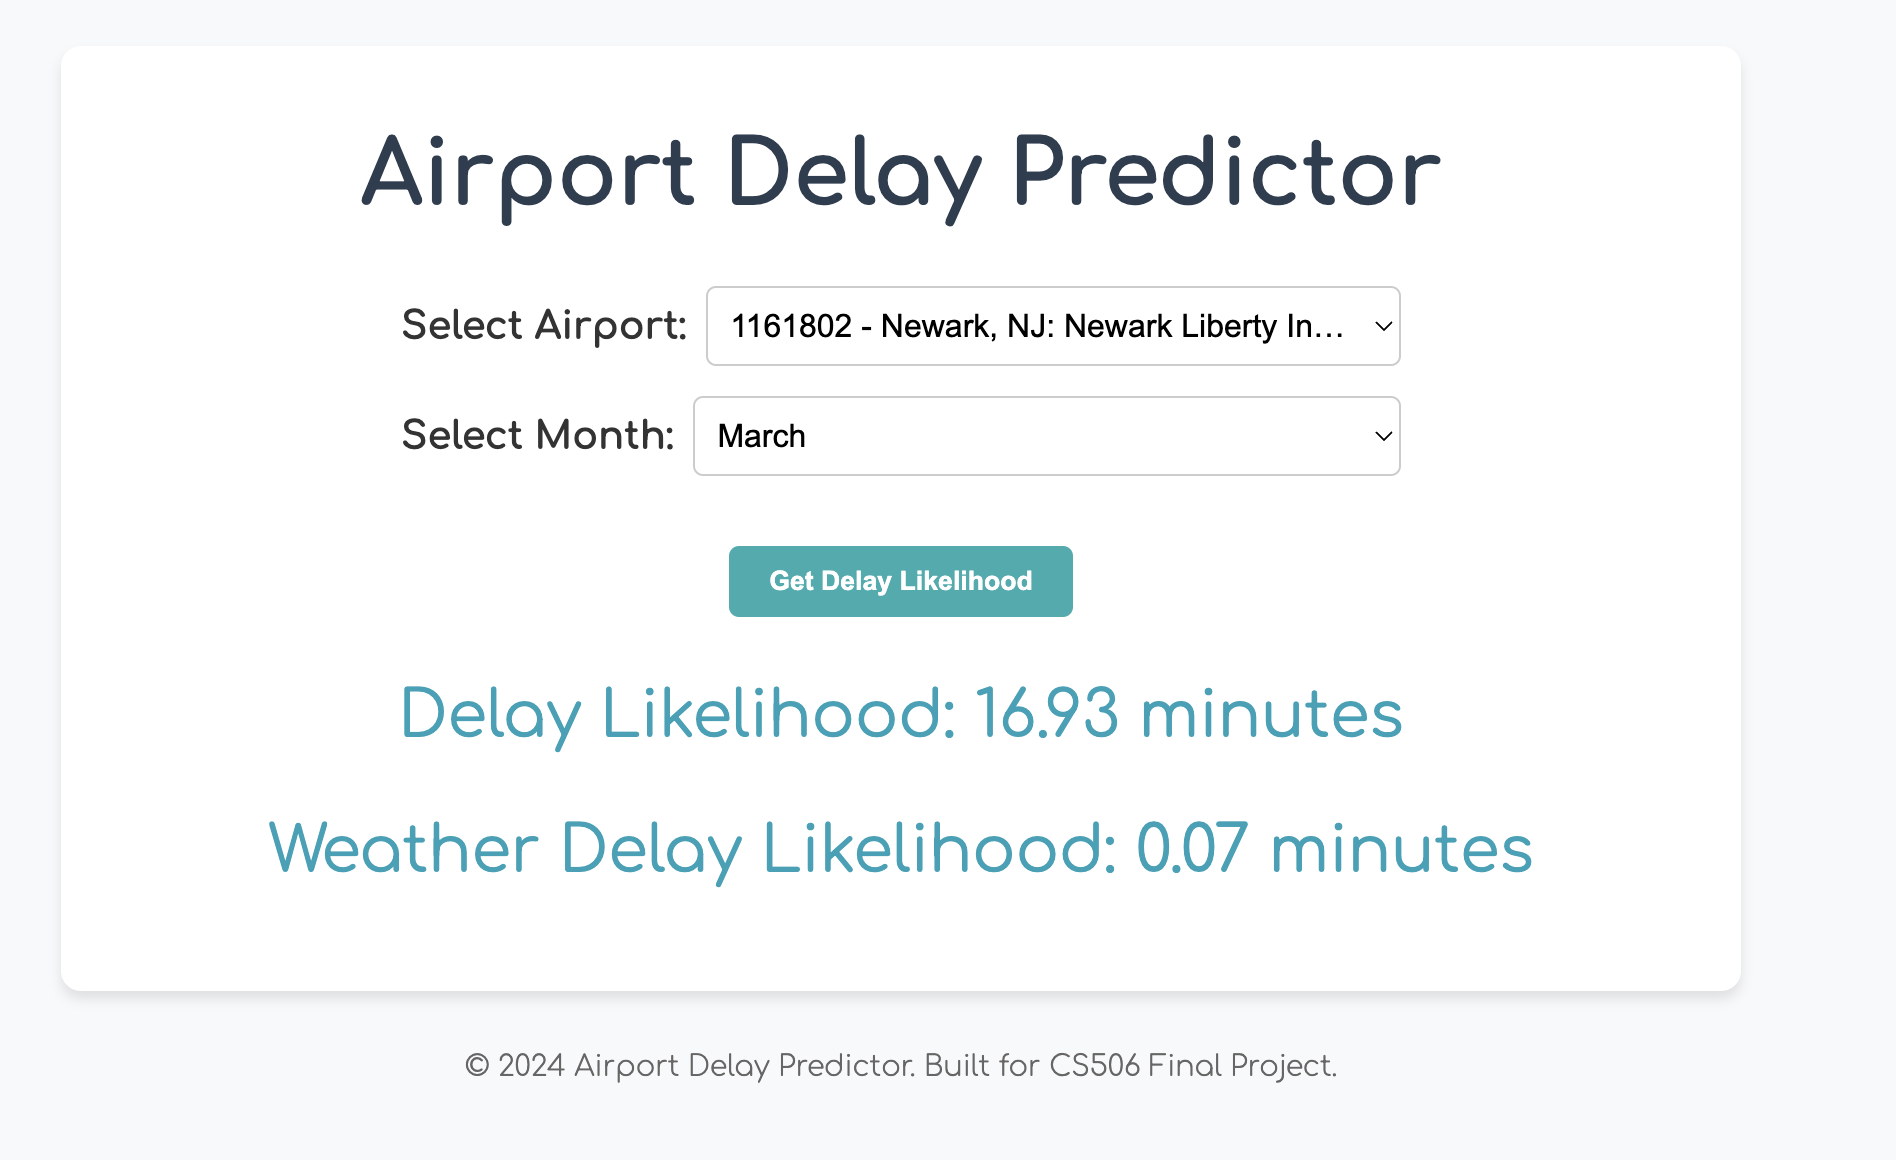 Airport Delay Predictor
Select Airport: 1161802 - Newark, NJ: Newark Liberty In...
Select Month: March
Get Delay Likelihood
Delay Likelihood: 16.93 minutes
Weather Delay Likelihood: 0.07 minutes
© 2024 Airport Delay Predictor. Built for CS506 Final Project.